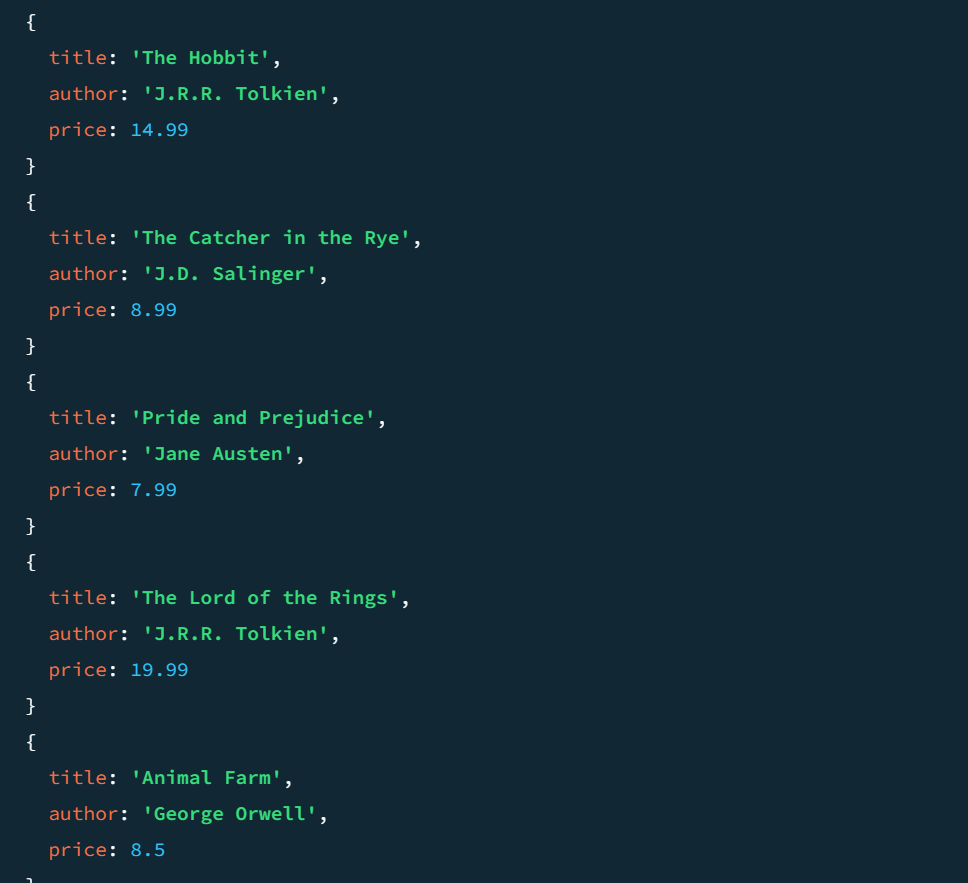 {
  title: 'The Hobbit',
  author: 'J.R.R. Tolkien',
  price: 14.99
}
{
  title: 'The Catcher in the Rye',
  author: 'J.D. Salinger',
  price: 8.99
}
{
  title: 'Pride and Prejudice',
  author: 'Jane Austen',
  price: 7.99
}
{
  title: 'The Lord of the Rings',
  author: 'J.R.R. Tolkien',
  price: 19.99
}
{
  title: 'Animal Farm',
  author: 'George Orwell',
  price: 8.5
}